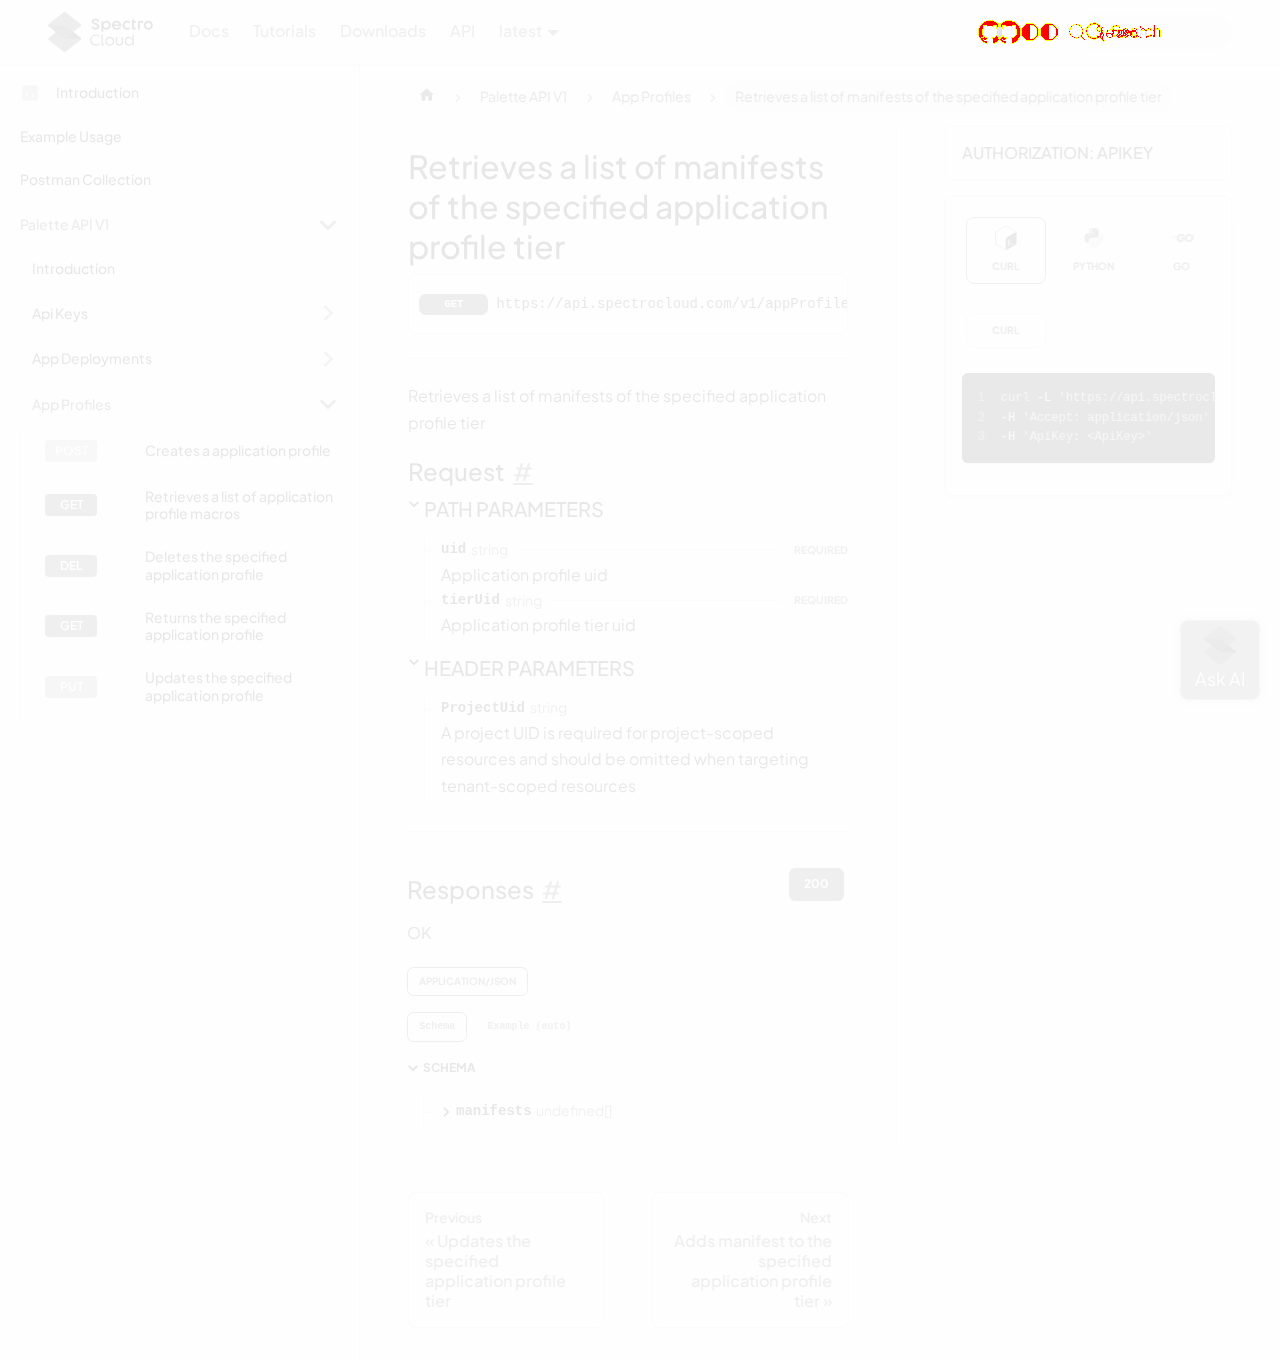 Spectro
Cloud
Docs
Tutorials
Downloads
API
latest
Introduction
Example Usage
Postman Collection
Palette API V1
Introduction
Api Keys
App Deployments
App Profiles
POST Creates a application profile
GET Retrieves a list of application
profile macros
DEL Deletes the specified
application profile
GET Returns the specified
application profile
PUT Updates the specified
application profile
Palette API V1
App Profiles
Retrieves a list of manifests of the specified application profile tier
Retrieves a list of manifests
of the specified application
profile tier
GET https://api.spectrocloud.com/v1/appProfile
Retrieves a list of manifests of the specified application
profile tier
Request #
PATH PARAMETERS
uid string REQUIRED
Application profile uid
tierUid string REQUIRED
Application profile tier uid
HEADER PARAMETERS
ProjectUid string
A project UID is required for project-scoped
resources and should be omitted when targeting
tenant-scoped resources
Responses #
200
OK
APPLICATION/JSON
Schema
Example (auto)
SCHEMA
manifests undefined[]
Previous
« Updates the
specified
application profile
tier
Next
Adds manifest to the
specified
application profile
tier »
AUTHORIZATION: APIKEY
CURL
PYTHON
GO
GO
CURL
1 curl -L 'https://api.spectrocl
2 -H 'Accept: application/json'
3 -H 'ApiKey: <ApiKey>'
Ask AI